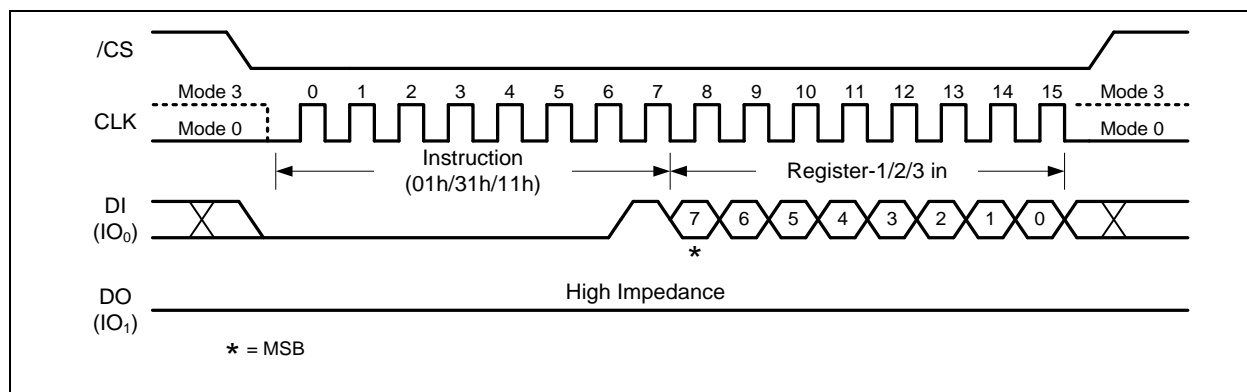 /CS
Mode 3 0 1 2 3 4 5 6 7 8 9 10 11 12 13 14 15 Mode 3
CLK
Mode 0 Mode 0
Instruction
(01h/31h/11h)
Register-1/2/3 in
DI
(IO₀)
7 6 5 4 3 2 1 0
*
High Impedance
DO
(IO₁)
* = MSB